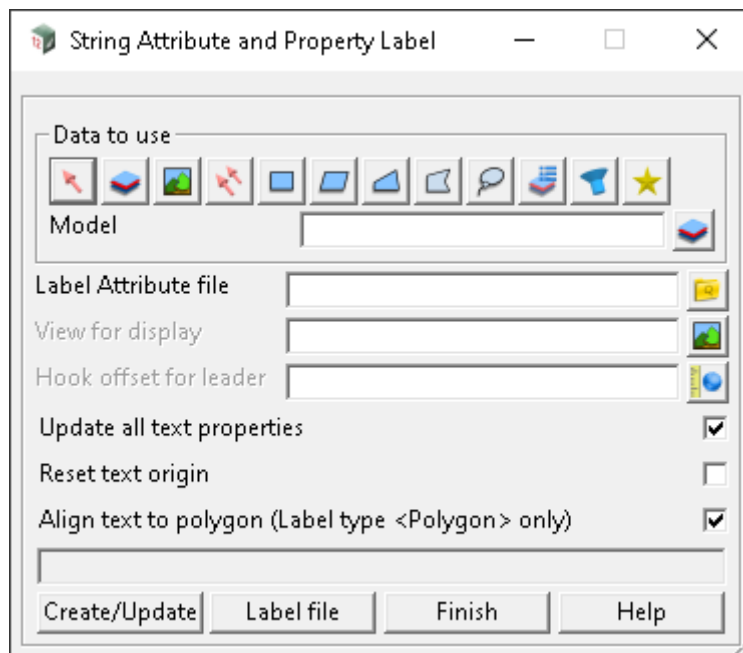 String Attribute and Property Label
Data to use
Model
Label Attribute file
View for display
Hook offset for leader
Update all text properties
Reset text origin
Align text to polygon (Label type <Polygon> only)
Create/Update Label file Finish Help